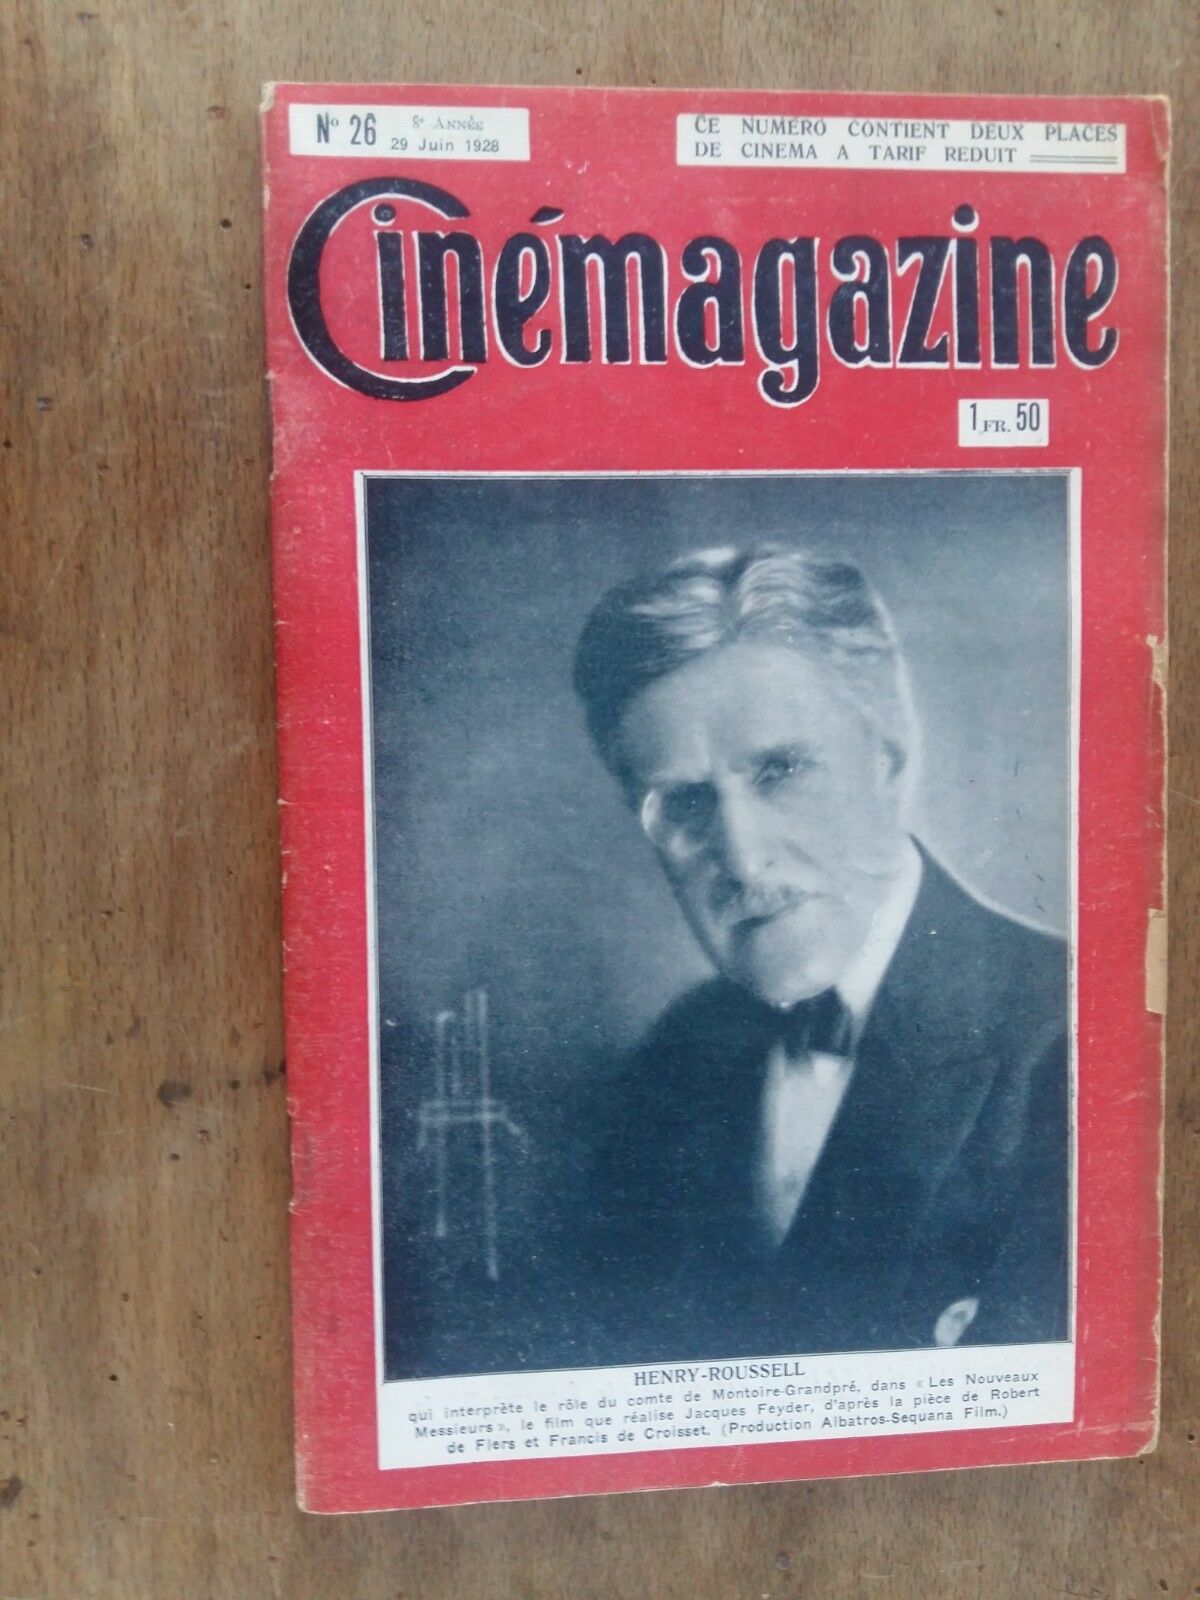 Nº 26
8e ANNÉE
29 Juin 1928
CE NUMÉRO CONTIENT DEUX PLACES
DE CINEMA A TARIF REDUIT
Cinémagazine
1 FR. 50
HENRY-ROUSSELL
qui interprète le rôle du comte de Montoire-Grandpré, dans « Les Nouveaux
Messieurs », le film que réalise Jacques Feyder, d'après la pièce de Robert
de Flers et Francis de Croisset. (Production Albatros-Sequana Film.)